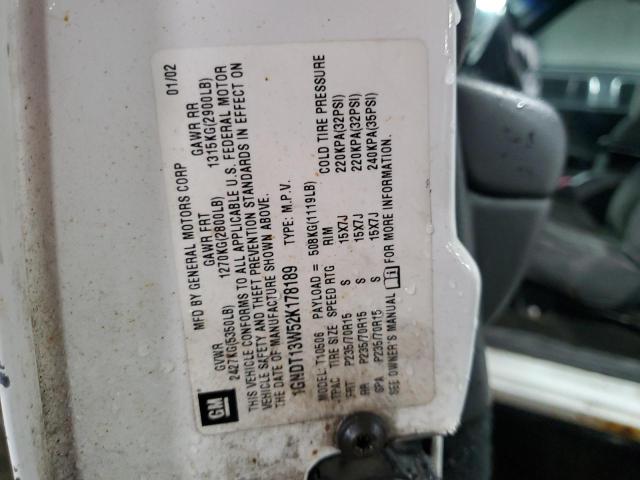 GM
MFD BY GENERAL MOTORS CORP 01/02
GVWR GAWR FRT GAWR RR
2427KG(5350LB) 1270KG(2800LB) 1315KG(2900LB)
THIS VEHICLE CONFORMS TO ALL APPLICABLE U.S. FEDERAL MOTOR
VEHICLE SAFETY AND THEFT PREVENTION STANDARDS IN EFFECT ON
THE DATE OF MANUFACTURE SHOWN ABOVE.
1GNDT13W52K178189 TYPE: M.P.V.
MODEL: T10506 PAYLOAD = 508KG(1119LB)
TPMC TIRE SIZE SPEED RTG RIM COLD TIRE PRESSURE
FRT P235/70R15 S 15X7J 220KPA(32PSI)
RR P235/70R15 S 15X7J 220KPA(32PSI)
SPA P235/70R15 S 15X7J 240KPA(35PSI)
SEE OWNER'S MANUAL FOR MORE INFORMATION.